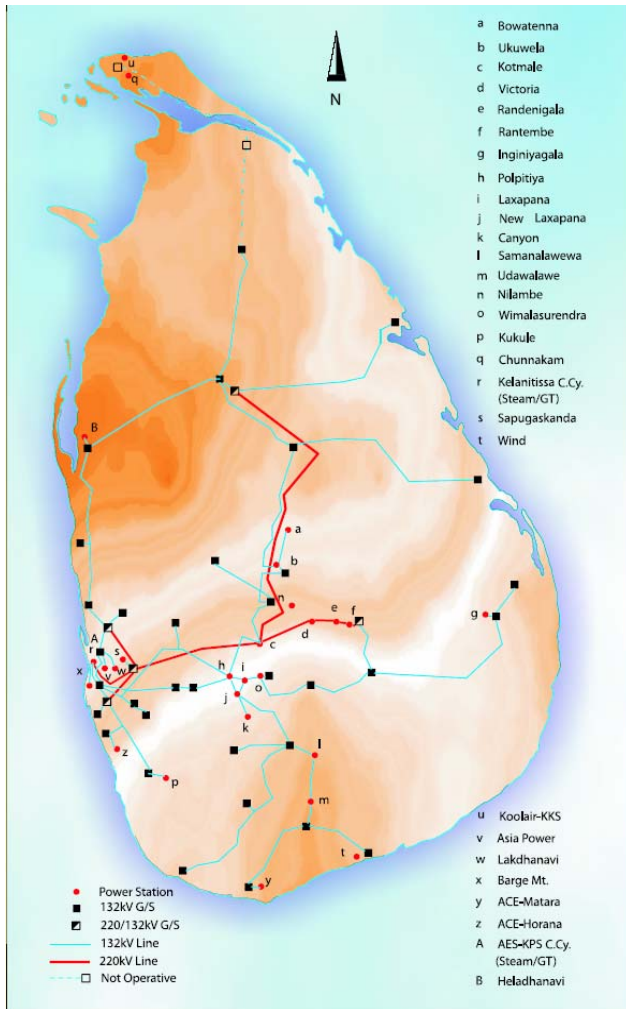 N
a Bowatenna
b Ukuwela
c Kotmale
d Victoria
e Randenigala
f Rantembe
g Inginiyagala
h Polpitiya
i Laxapana
j New Laxapana
k Canyon
l Samanalawewa
m Udawalawe
n Nilambe
o Wimalasurendra
p Kukule
q Chunnakam
r Kelanitissa C.Cy.
(Steam/GT)
s Sapugaskanda
t Wind
u
q
B
a
b
n
d
e
f
g
c
A
r
s
v
w
x
h
i
o
j
k
l
z
p
m
t
y
u Koolair-KKS
v Asia Power
w Lakdhanavi
x Barge Mt.
y ACE-Matara
z ACE-Horana
A AES-KPS C.Cy.
(Steam/GT)
B Heladhanavi
Power Station
132kV G/S
220/132kV G/S
132kV Line
220kV Line
Not Operative